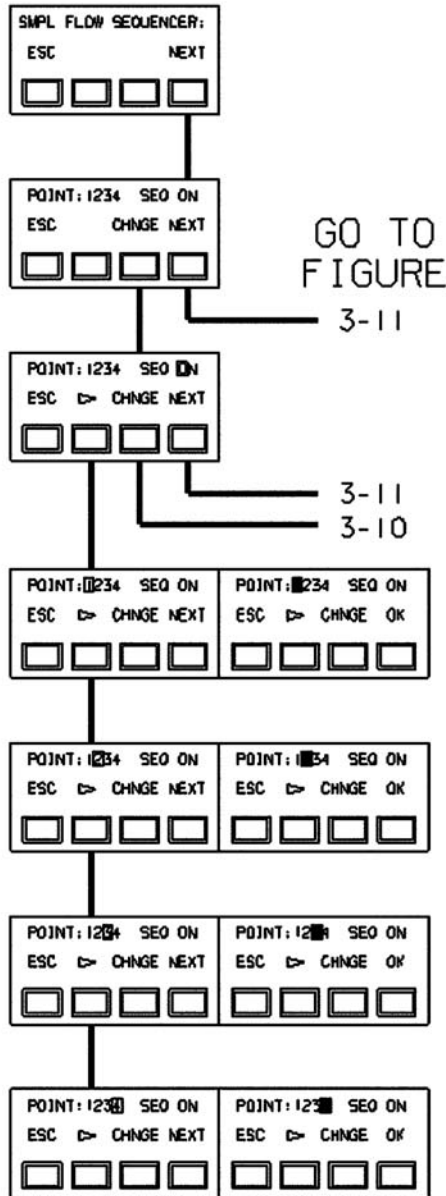 SMPL FLOW SEQUENCER:
ESC NEXT
POINT:1234 SEQ ON
ESC CHNGE NEXT
GO TO
FIGURE
3-11
POINT:1234 SEQ ON
ESC ▻ CHNGE NEXT
3-11
3-10
POINT:1234 SEQ ON
ESC ▻ CHNGE NEXT
POINT:█234 SEQ ON
ESC ▻ CHNGE OK
POINT:1234 SEQ ON
ESC ▻ CHNGE NEXT
POINT:1█34 SEQ ON
ESC ▻ CHNGE OK
POINT:1234 SEQ ON
ESC ▻ CHNGE NEXT
POINT:12█4 SEQ ON
ESC ▻ CHNGE OK
POINT:1234 SEQ ON
ESC ▻ CHNGE NEXT
POINT:123█ SEQ ON
ESC ▻ CHNGE OK